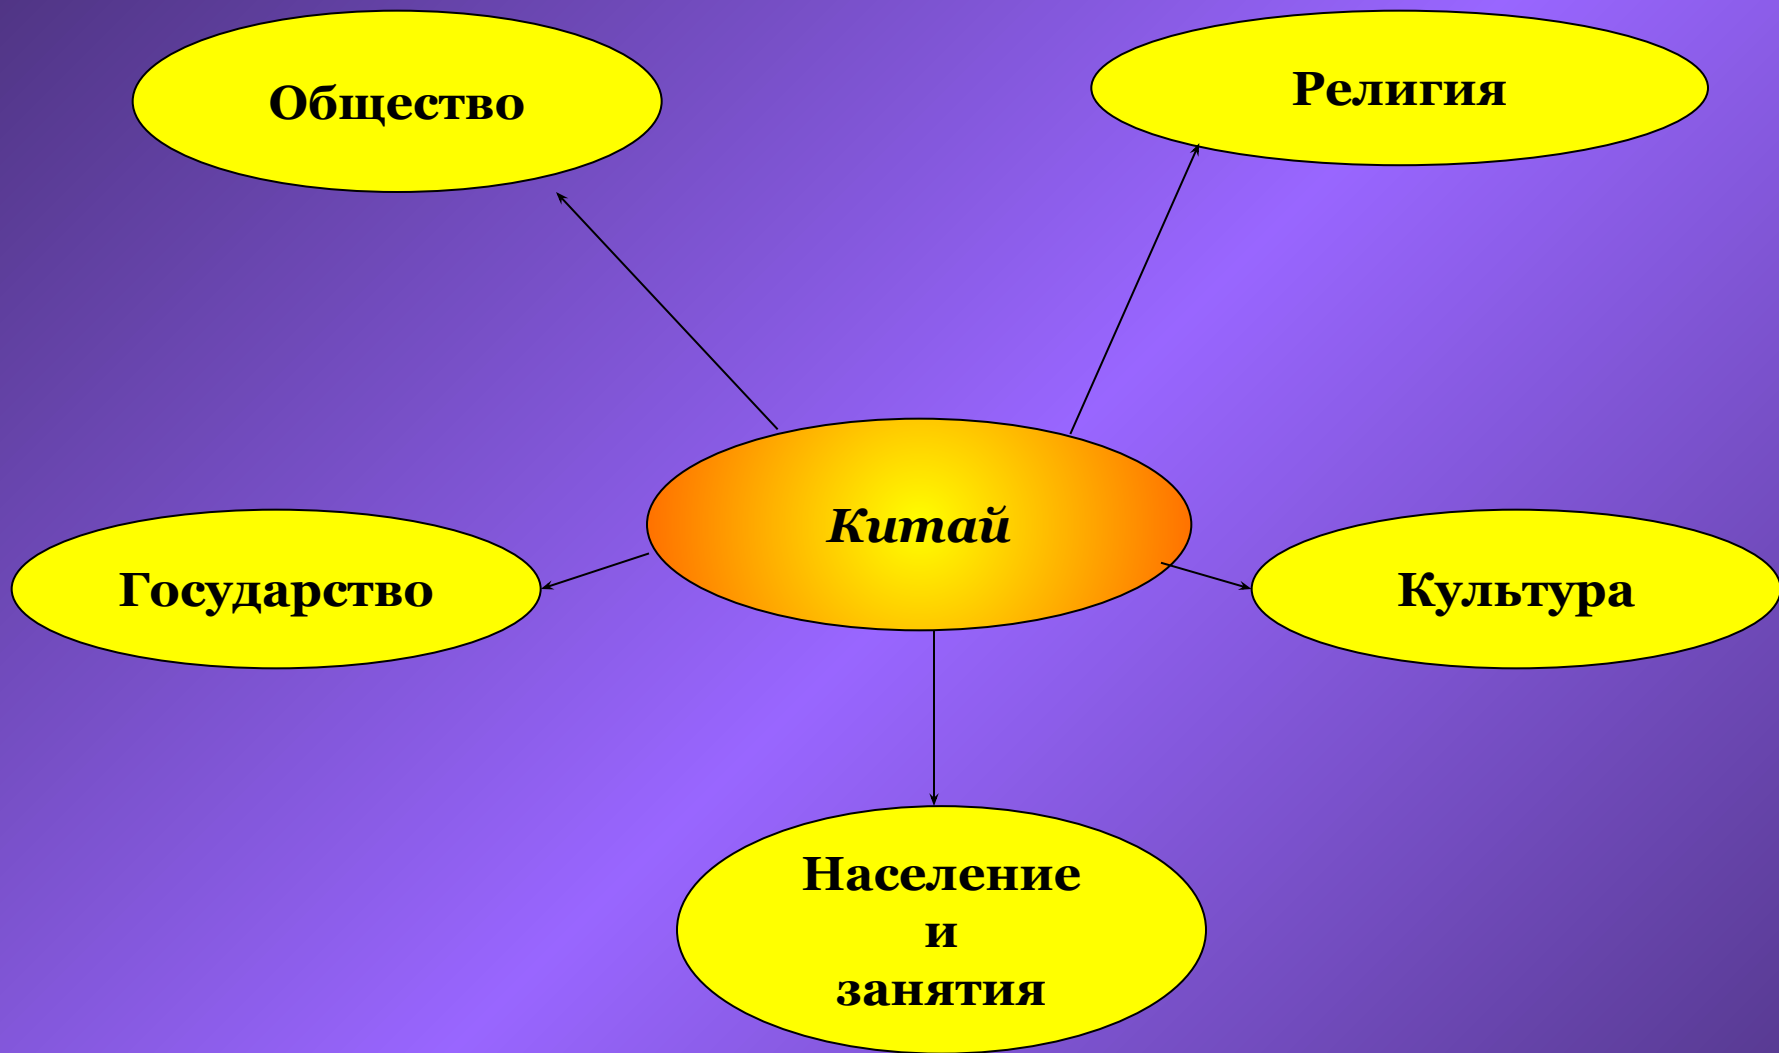 Общество
Религия
Китай
Государство
Культура
Население
и
занятия